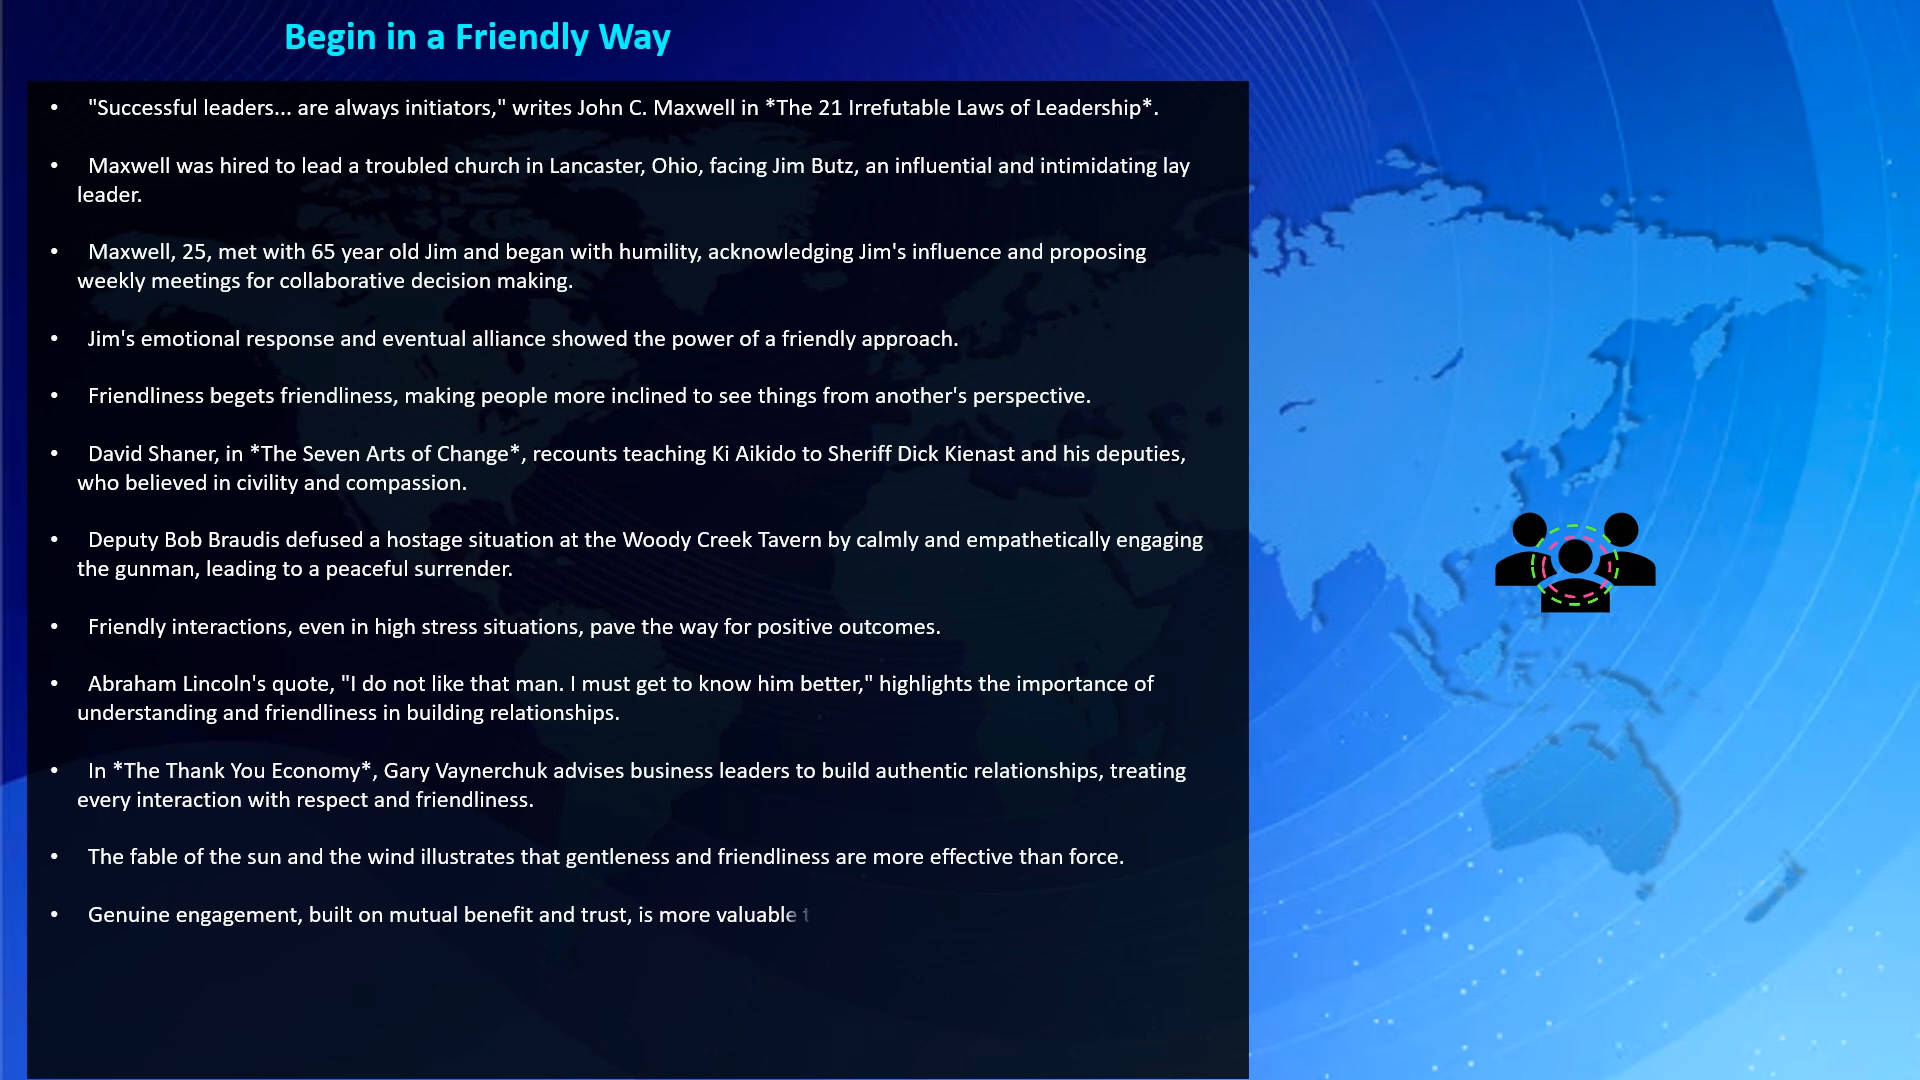 Begin in a Friendly Way
• "Successful leaders... are always initiators," writes John C. Maxwell in *The 21 Irrefutable Laws of Leadership*.
• Maxwell was hired to lead a troubled church in Lancaster, Ohio, facing Jim Butz, an influential and intimidating lay
leader.
• Maxwell, 25, met with 65 year old Jim and began with humility, acknowledging Jim's influence and proposing
weekly meetings for collaborative decision making.
• Jim's emotional response and eventual alliance showed the power of a friendly approach.
• Friendliness begets friendliness, making people more inclined to see things from another's perspective.
• David Shaner, in *The Seven Arts of Change*, recounts teaching Ki Aikido to Sheriff Dick Kienast and his deputies,
who believed in civility and compassion.
• Deputy Bob Braudis defused a hostage situation at the Woody Creek Tavern by calmly and empathetically engaging
the gunman, leading to a peaceful surrender.
• Friendly interactions, even in high stress situations, pave the way for positive outcomes.
• Abraham Lincoln's quote, "I do not like that man. I must get to know him better," highlights the importance of
understanding and friendliness in building relationships.
• In *The Thank You Economy*, Gary Vaynerchuk advises business leaders to build authentic relationships, treating
every interaction with respect and friendliness.
• The fable of the sun and the wind illustrates that gentleness and friendliness are more effective than force.
• Genuine engagement, built on mutual benefit and trust, is more valuable t